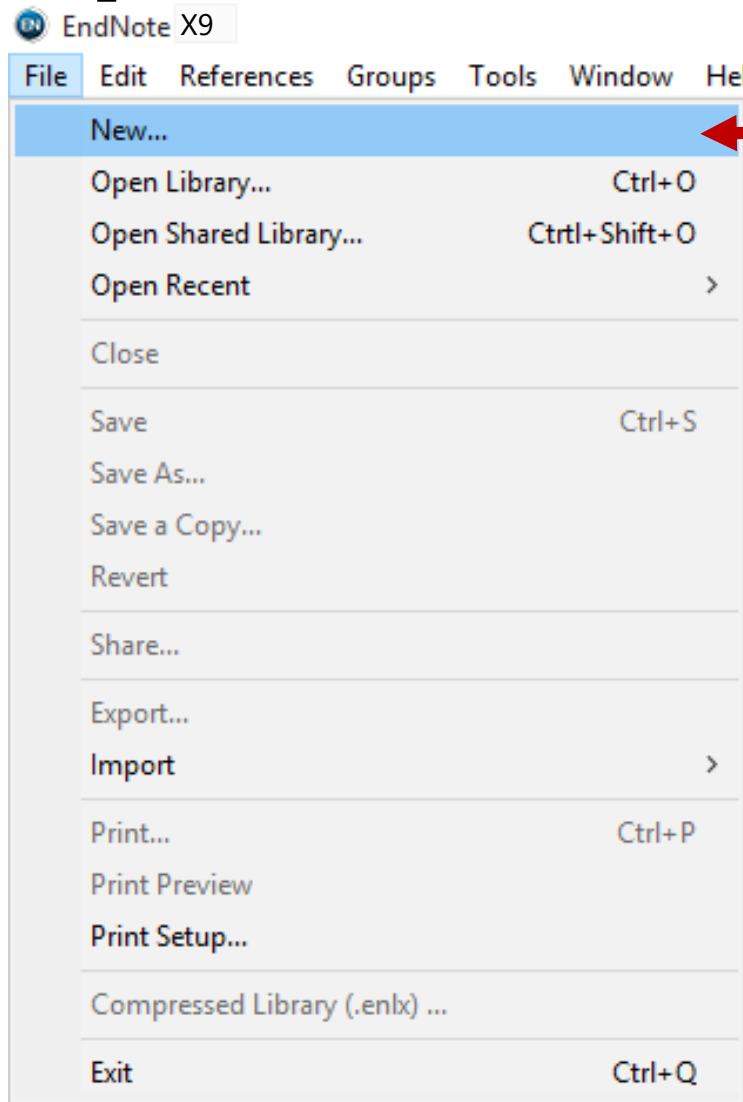 EndNote X9
File Edit References Groups Tools Window Hel
New...
Open Library... Ctrl+O
Open Shared Library... Ctrtl+Shift+O
Open Recent >
Close
Save Ctrl+S
Save As...
Save a Copy...
Revert
Share...
Export...
Import >
Print... Ctrl+P
Print Preview
Print Setup...
Compressed Library (.enlx) ...
Exit Ctrl+Q